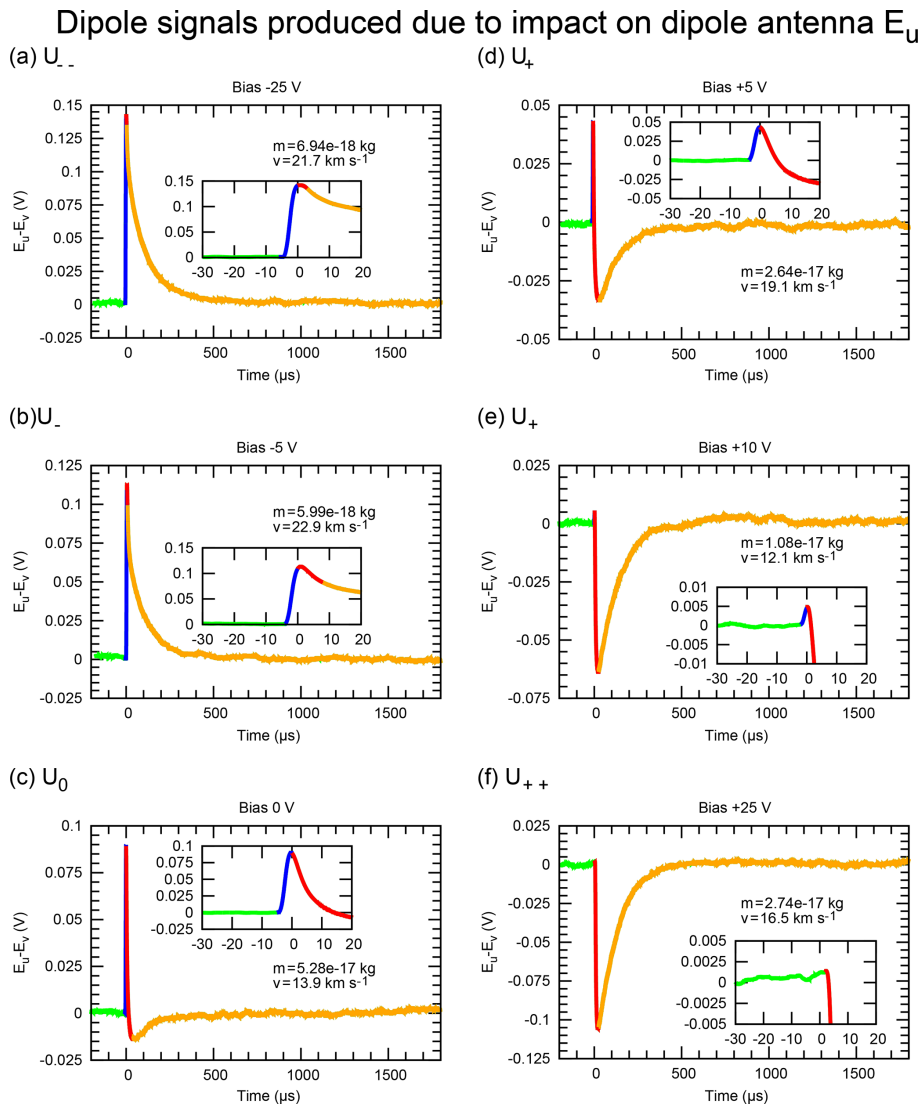 Dipole signals produced due to impact on dipole antenna E_u
(a) U_- -
Bias -25 V
0.15
0.125
0.1
0.075
0.05
0.025
0
-0.025
E_u-E_v (V)
m=6.94e-18 kg
v=21.7 km s^-1
0.15
0.1
0.05
0
-30 -20 -10 0 10 20
0 500 1000 1500
Time (µs)
(b)U_-
Bias -5 V
0.125
0.1
0.075
0.05
0.025
0
-0.025
E_u-E_v (V)
m=5.99e-18 kg
v=22.9 km s^-1
0.15
0.1
0.05
0
-30 -20 -10 0 10 20
0 500 1000 1500
Time (µs)
(c) U_0
Bias 0 V
0.1
0.075
0.05
0.025
0
-0.025
E_u-E_v (V)
0.1
0.075
0.05
0.025
0
-0.025
-30 -20 -10 0 10 20
m=5.28e-17 kg
v=13.9 km s^-1
0 500 1000 1500
Time (µs)
(d) U_+
Bias +5 V
0.05
0.025
0
-0.025
-0.05
E_u-E_v (V)
0.05
0.025
0
-0.025
-0.05
-30 -20 -10 0 10 20
m=2.64e-17 kg
v=19.1 km s^-1
0 500 1000 1500
Time (µs)
(e) U_+
Bias +10 V
0.025
0
-0.025
-0.05
-0.075
E_u-E_v (V)
m=1.08e-17 kg
v=12.1 km s^-1
0.01
0.005
0
-0.005
-0.01
-30 -20 -10 0 10 20
0 500 1000 1500
Time (µs)
(f) U_+ +
Bias +25 V
0.025
0
-0.025
-0.05
-0.075
-0.1
-0.125
E_u-E_v (V)
m=2.74e-17 kg
v=16.5 km s^-1
0.005
0.0025
0
-0.0025
-0.005
-30 -20 -10 0 10 20
0 500 1000 1500
Time (µs)